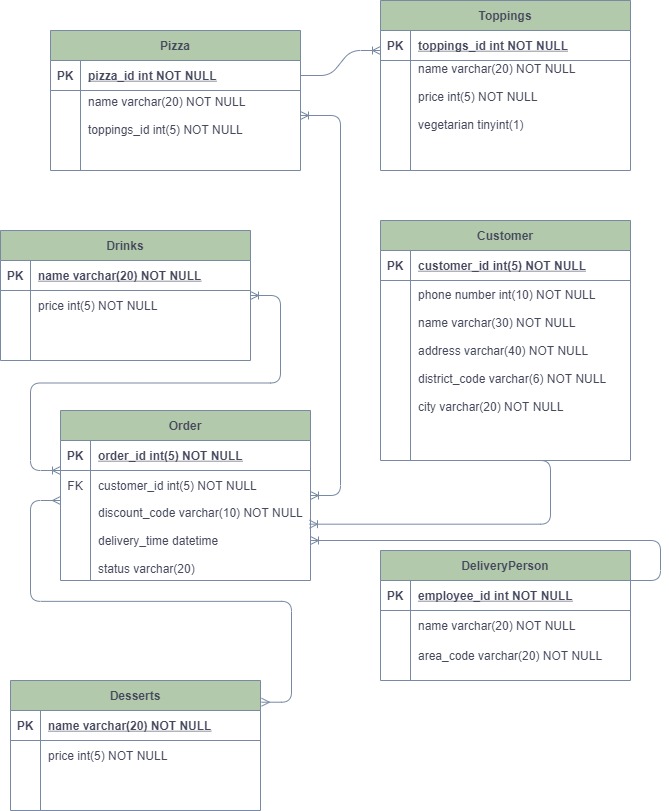 Pizza
PK pizza_id int NOT NULL
name varchar(20) NOT NULL
toppings_id int(5) NOT NULL
Toppings
PK toppings_id int NOT NULL
name varchar(20) NOT NULL
price int(5) NOT NULL
vegetarian tinyint(1)
Drinks
PK name varchar(20) NOT NULL
price int(5) NOT NULL
Customer
PK customer_id int(5) NOT NULL
phone number int(10) NOT NULL
name varchar(30) NOT NULL
address varchar(40) NOT NULL
district_code varchar(6) NOT NULL
city varchar(20) NOT NULL
Order
PK order_id int(5) NOT NULL
FK customer_id int(5) NOT NULL
discount_code varchar(10) NOT NULL
delivery_time datetime
status varchar(20)
DeliveryPerson
PK employee_id int NOT NULL
name varchar(20) NOT NULL
area_code varchar(20) NOT NULL
Desserts
PK name varchar(20) NOT NULL
price int(5) NOT NULL